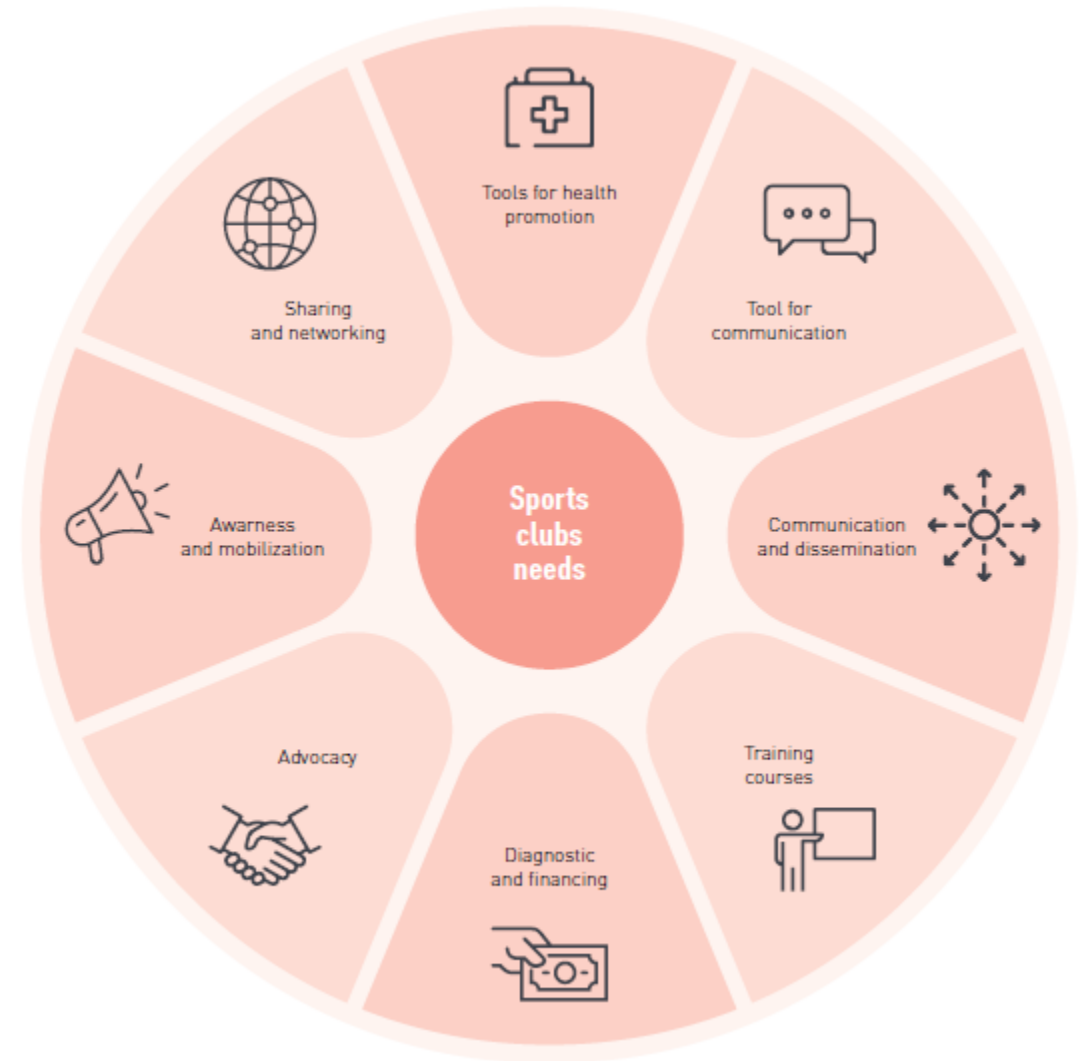 Tools for health
promotion
Tool for
communication
Communication
and dissemination
Training
courses
Diagnostic
and financing
Advocacy
Awarness
and mobilization
Sharing
and networking
Sports
clubs
needs